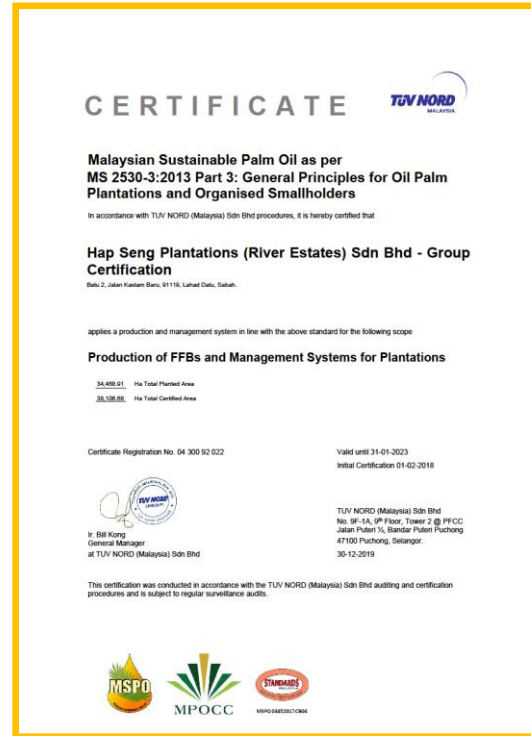 CERTIFICATE
TÜV NORD
MALAYSIA
Malaysian Sustainable Palm Oil as per
MS 2530-3:2013 Part 3: General Principles for Oil Palm
Plantations and Organised Smallholders
In accordance with TUV NORD (Malaysia) Sdn Bhd procedures, it is hereby certified that
Hap Seng Plantations (River Estates) Sdn Bhd - Group
Certification
Batu 2, Jalan Kastam Baru, 91119, Lahad Datu, Sabah.
applies a production and management system in line with the above standard for the following scope
Production of FFBs and Management Systems for Plantations
34,468.91 Ha Total Planted Area
38,106.68 Ha Total Certified Area
Certificate Registration No. 04 300 92 022
Valid until 31-01-2023
Initial Certification 01-02-2018
TUV NORD
Ir. Bill Kong
General Manager
at TUV NORD (Malaysia) Sdn Bhd
TUV NORD (Malaysia) Sdn Bhd
No. 9F-1A, 9th Floor, Tower 2 @ PFCC
Jalan Puteri ½, Bandar Puteri Puchong
47100 Puchong, Selangor.
30-12-2019
This certification was conducted in accordance with the TUV NORD (Malaysia) Sdn Bhd auditing and certification
procedures and is subject to regular surveillance audits.
MSPO
MPOCC
STANDARDS